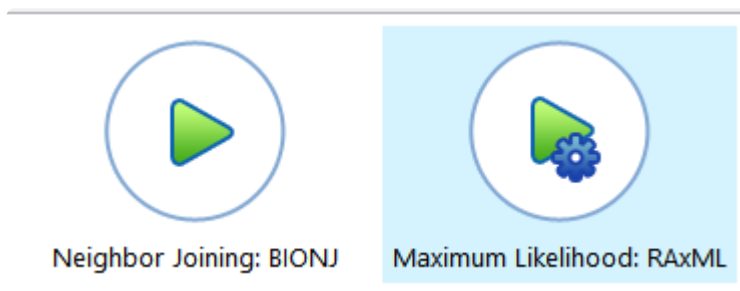 Neighbor Joining: BIONJ
Maximum Likelihood: RAxML